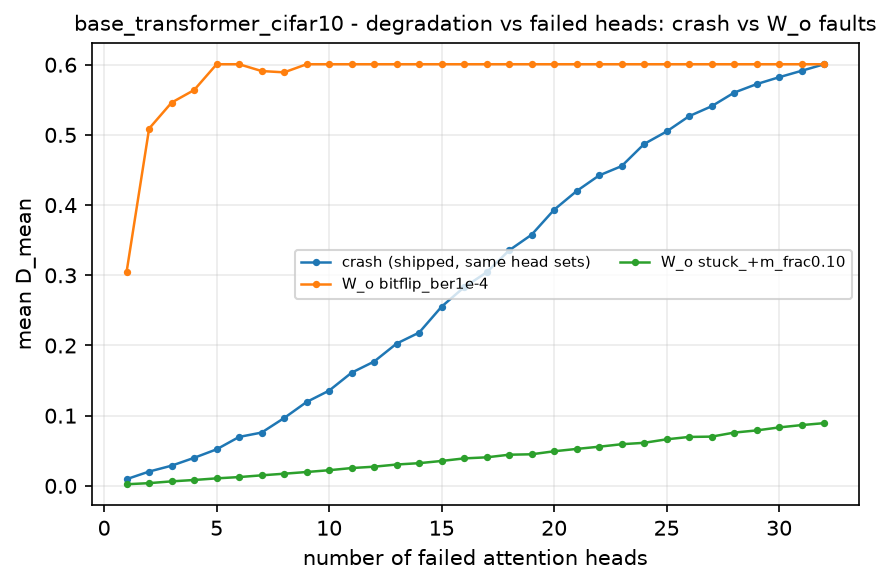 base_transformer_cifar10 - degradation vs failed heads: crash vs W_o faults
0.6
0.5
0.4
0.3
0.2
0.1
0.0
mean D_mean
crash (shipped, same head sets)
W_o bitflip_ber1e-4
W_o stuck_+m_frac0.10
0 5 10 15 20 25 30
number of failed attention heads